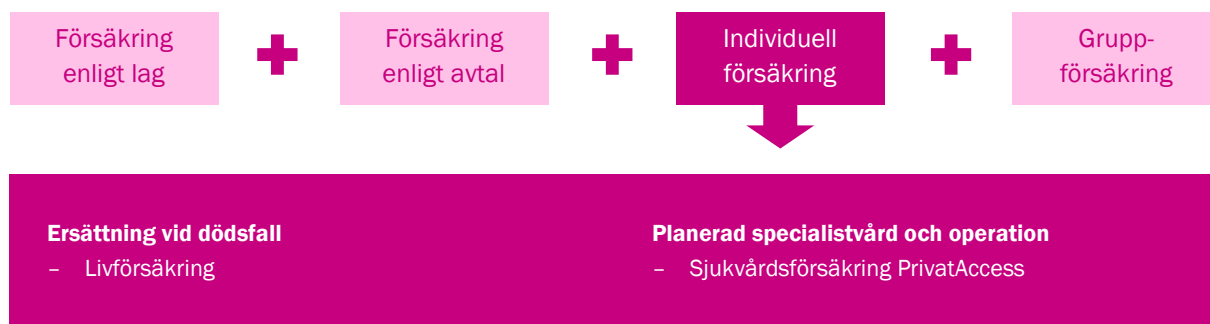 Försäkring
enligt lag
Försäkring
enligt avtal
Individuell
försäkring
Grupp-
försäkring
Ersättning vid dödsfall
– Livförsäkring
Planerad specialistvård och operation
– Sjukvårdsförsäkring PrivatAccess